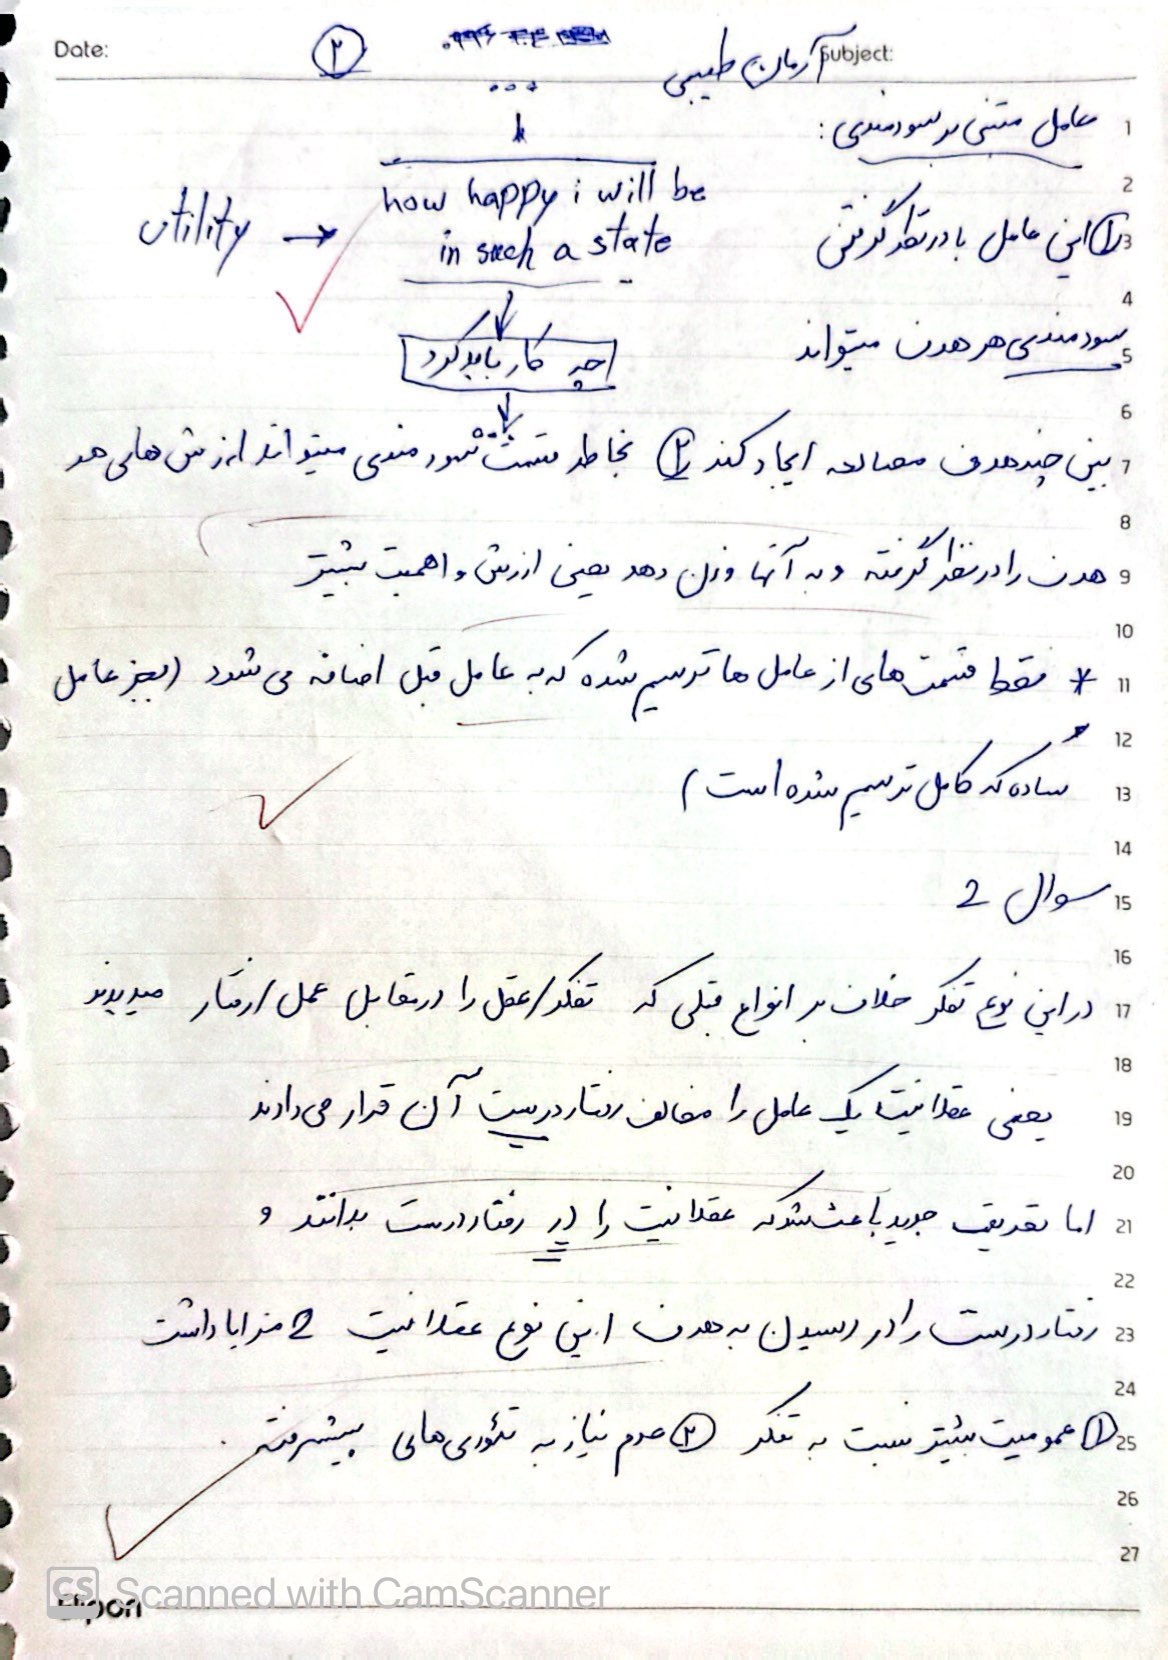 Date:
۲
Subject:
آرمان طبیبی
...
عامل مبتنی بر سودمندی:
how happy i will be
in such a state
utility →
① این عامل با در نظر گرفتن
سودمندی هر هدف میتواند
چه کار باید کرد
بین چند هدف مصالحه ایجاد کند ② بخاطر قسمت سودمندی میتواند ارزش های هر
هدف را در نظر گرفته و به آنها وزن دهد یعنی ارزش و اهمیت بیشتر
* فقط قسمت های از عامل ها ترسیم شده که به عامل قبل اضافه می شود (بجز عامل
ساده که کامل ترسیم شده است)
سوال 2
در این نوع تفکر خلاف بر انواع قبلی که تفکر/عقل را در مقابل عمل/رفتار میدیدند
یعنی عقلانیت یک عامل را مخالف رفتار درست آن قرار می دادند
اما تعریف جدید باعث شد که عقلانیت را در رفتار درست بدانند و
رفتار درست را در رسیدن به هدف این نوع عقلانیت 2 مزایا داشت
① عمومیت بیشتر نسبت به تفکر ② عدم نیاز به تئوری های پیشرفته.
1
2
3
4
5
6
7
8
9
10
11
12
13
14
15
16
17
18
19
20
21
22
23
24
25
26
27
CS Scanned with CamScanner
Elipon